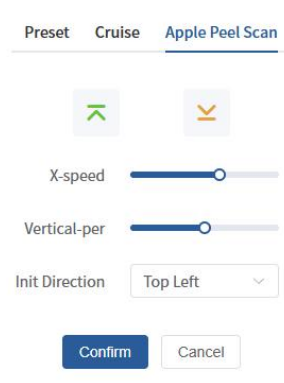 Preset Cruise Apple Peel Scan
X-speed
Vertical-per
Init Direction Top Left
Confirm Cancel